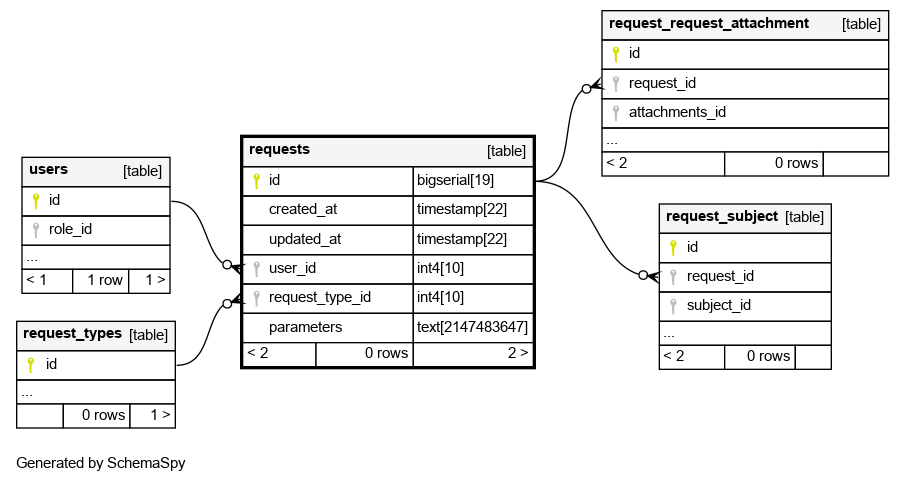 request_request_attachment [table]
id
request_id
attachments_id
...
< 2 0 rows
requests [table]
id bigserial[19]
created_at timestamp[22]
updated_at timestamp[22]
user_id int4[10]
request_type_id int4[10]
parameters text[2147483647]
< 2 0 rows 2 >
users [table]
id
role_id
...
< 1 1 row 1 >
request_subject [table]
id
request_id
subject_id
...
< 2 0 rows
request_types [table]
id
...
0 rows 1 >
Generated by SchemaSpy